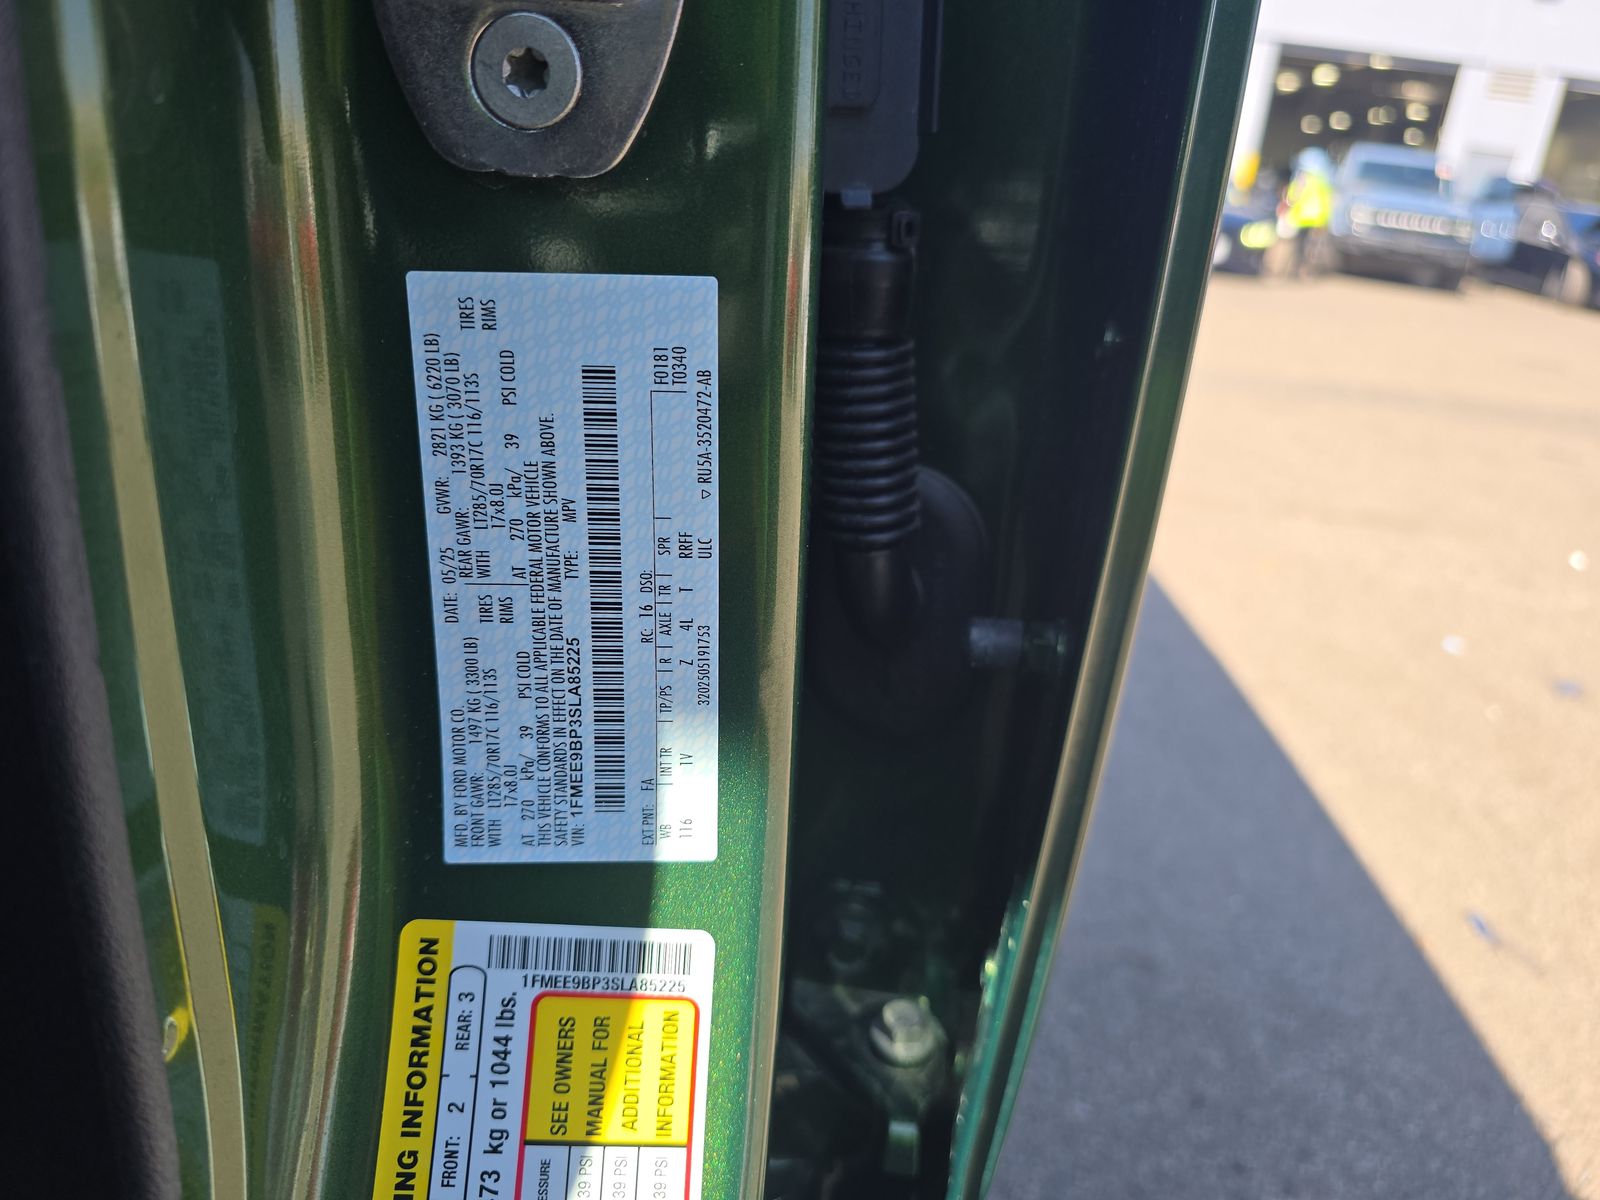 MFD. BY FORD MOTOR CO.
DATE: 05/25
GVWR: 2821 KG ( 6220 LB)
FRONT GAWR: 1497 KG ( 3300 LB)
REAR GAWR: 1393 KG ( 3070 LB)
WITH LT285/70R17C 116/113S TIRES
WITH LT285/70R17C 116/113S TIRES
17x8.0J RIMS
17x8.0J RIMS
AT 270 kPa/ 39 PSI COLD
AT 270 kPa/ 39 PSI COLD
THIS VEHICLE CONFORMS TO ALL APPLICABLE FEDERAL MOTOR VEHICLE
SAFETY STANDARDS IN EFFECT ON THE DATE OF MANUFACTURE SHOWN ABOVE.
VIN: 1FMEE9BP3SLA85225
TYPE: MPV
EXT PNT: FA RC: 16 DSO: F0181
WB INT TR TP/PS R AXLE TR SPR T0340
116 1V Z 4L T RRFF
3202505191753 ULC ▽ RU5A-3520472-AB
ING INFORMATION
FRONT: 2 REAR: 3
73 kg or 1044 lbs.
1FMEE9BP3SLA85225
SEE OWNERS
MANUAL FOR
ADDITIONAL
INFORMATION
ESSURE
39 PSI
39 PSI
39 PSI
HINGED